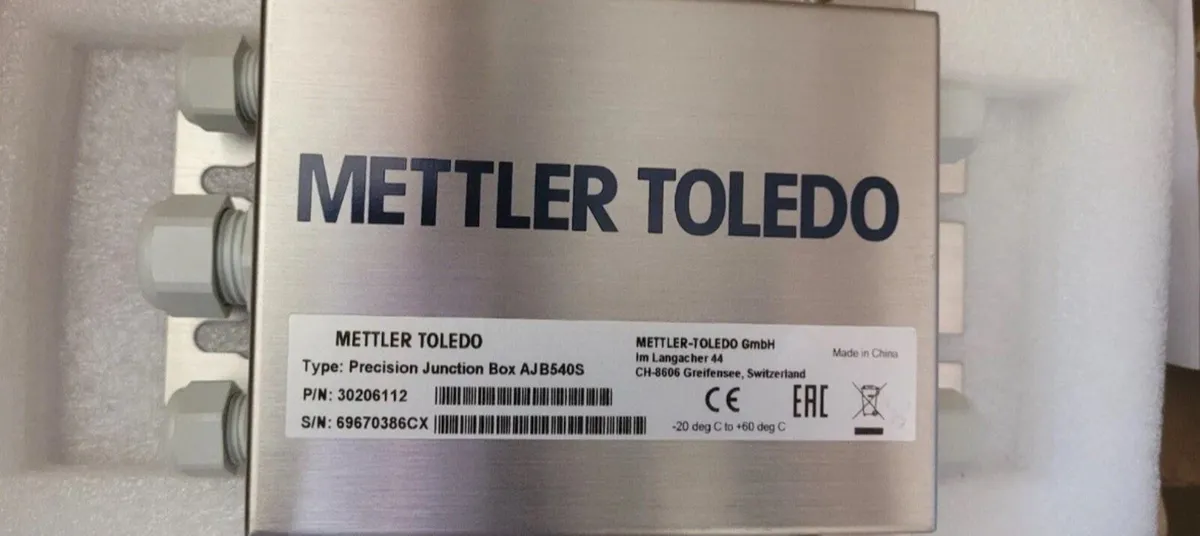 METTLER TOLEDO
METTLER TOLEDO
Type: Precision Junction Box AJB540S
P/N: 30206112
S/N: 69670386CX
METTLER-TOLEDO GmbH
Im Langacher 44
CH-8606 Greifensee, Switzerland
Made in China
CE EAC
-20 deg C to +60 deg C